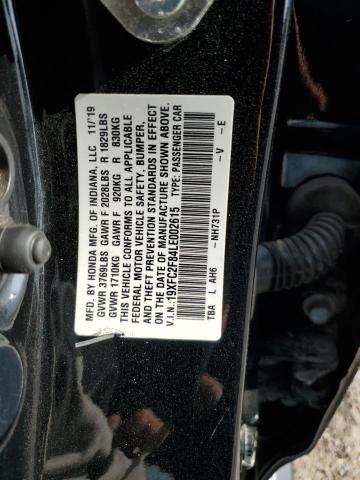 MFD. BY HONDA MFG. OF INDIANA, LLC 11/19
GVWR 3769LBS GAWR F 2028LBS R 1829LBS
GVWR 1710KG GAWR F 920KG R 830KG
THIS VEHICLE CONFORMS TO ALL APPLICABLE
FEDERAL MOTOR VEHICLE SAFETY, BUMPER,
AND THEFT PREVENTION STANDARDS IN EFFECT
ON THE DATE OF MANUFACTURE SHOWN ABOVE.
V.I.N.:19XFC2F84LE002615 TYPE: PASSENGER CAR
TBA L AH6 -NH731P -V -E